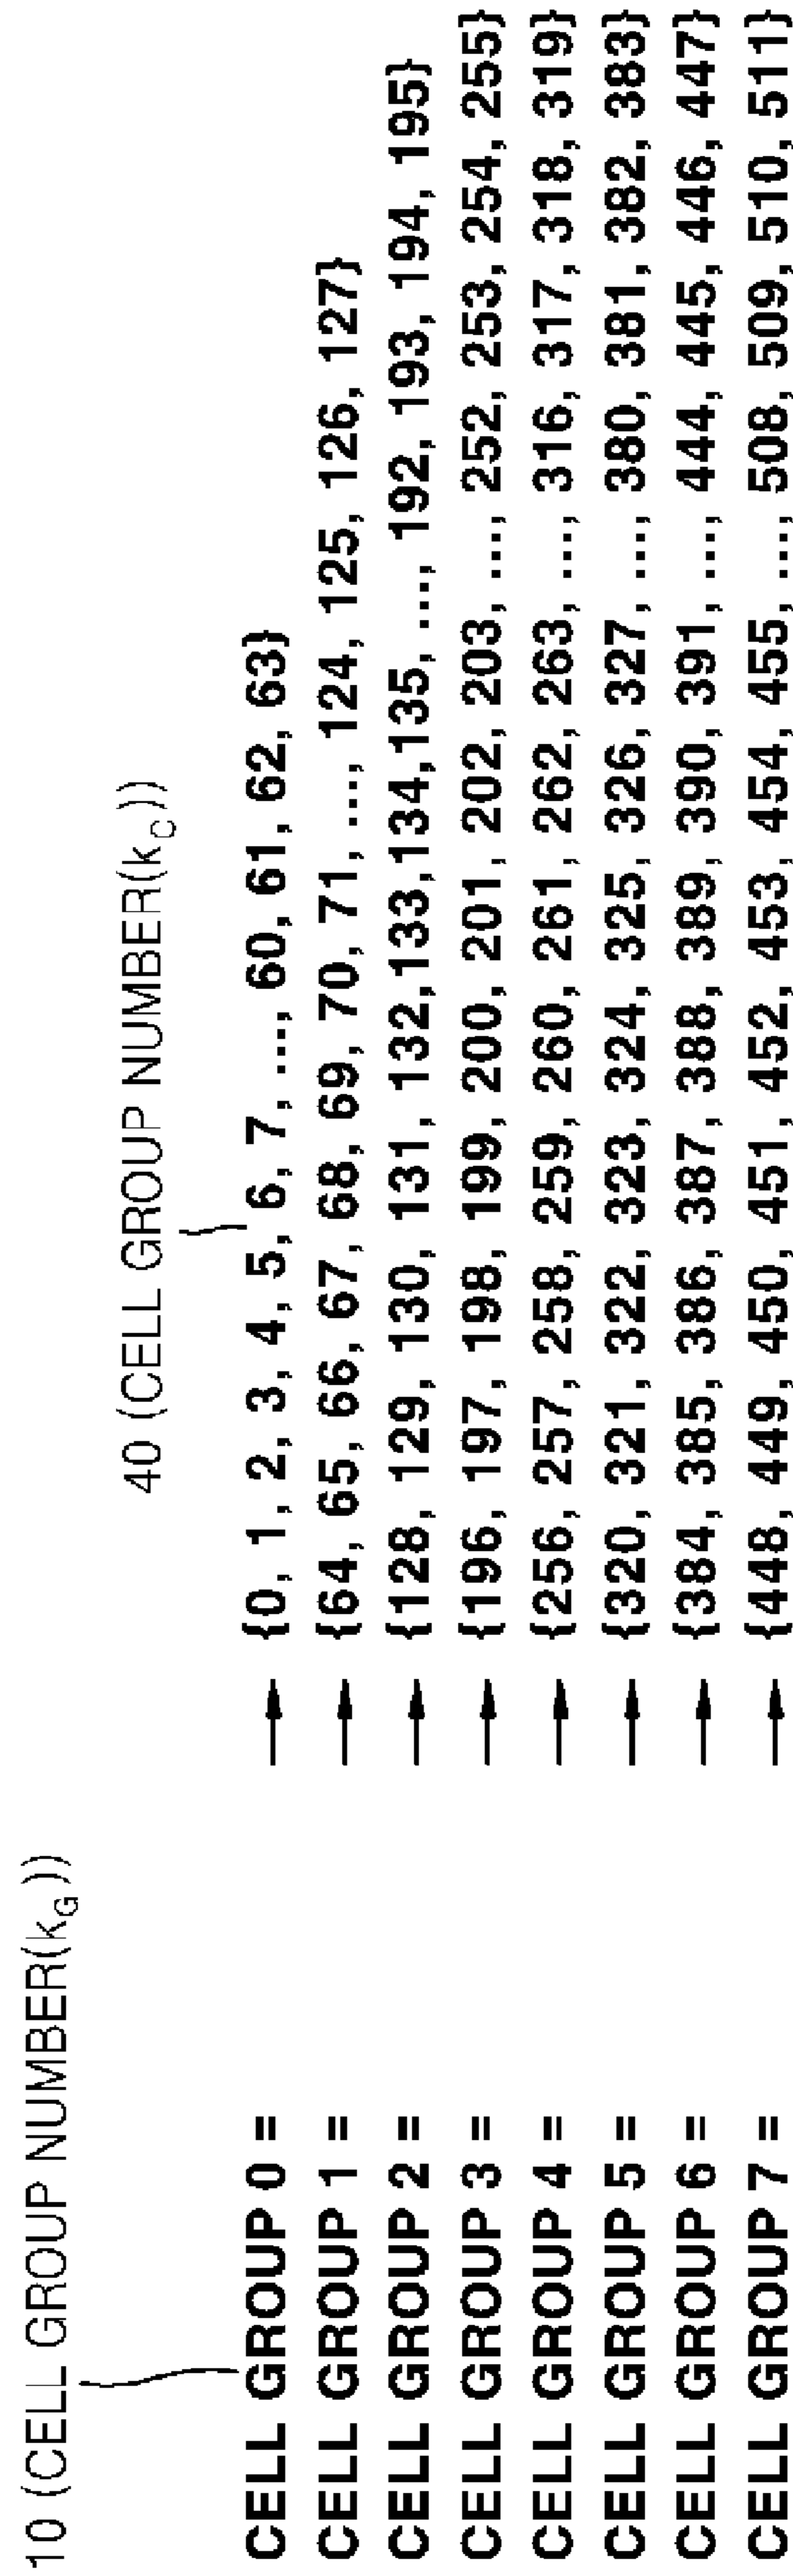 10 (CELL GROUP NUMBER(kG))
40 (CELL GROUP NUMBER(kC))
CELL GROUP 0 = {0, 1, 2, 3, 4, 5, 6, 7, ..., 60, 61, 62, 63}
CELL GROUP 1 = {64, 65, 66, 67, 68, 69, 70, 71, ..., 124, 125, 126, 127}
CELL GROUP 2 = {128, 129, 130, 131, 132,133,134,135, ..., 192, 193, 194, 195}
CELL GROUP 3 = {196, 197, 198, 199, 200, 201, 202, 203, ..., 252, 253, 254, 255}
CELL GROUP 4 = {256, 257, 258, 259, 260, 261, 262, 263, ..., 316, 317, 318, 319}
CELL GROUP 5 = {320, 321, 322, 323, 324, 325, 326, 327, ..., 380, 381, 382, 383}
CELL GROUP 6 = {384, 385, 386, 387, 388, 389, 390, 391, ..., 444, 445, 446, 447}
CELL GROUP 7 = {448, 449, 450, 451, 452, 453, 454, 455, ..., 508, 509, 510, 511}